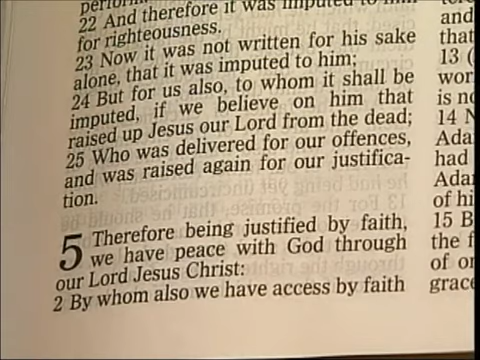 perform.
22 And therefore it was imputed to him
for righteousness.
23 Now it was not written for his sake
alone, that it was imputed to him;
24 But for us also, to whom it shall be
imputed, if we believe on him that
raised up Jesus our Lord from the dead;
25 Who was delivered for our offences,
and was raised again for our justifica-
tion.
5 Therefore being justified by faith,
we have peace with God through
our Lord Jesus Christ:
2 By whom also we have access by faith
and
that
13 (
wor
is no
14 N
Ada
had
Ada
of hi
15 B
the f
of on
grace